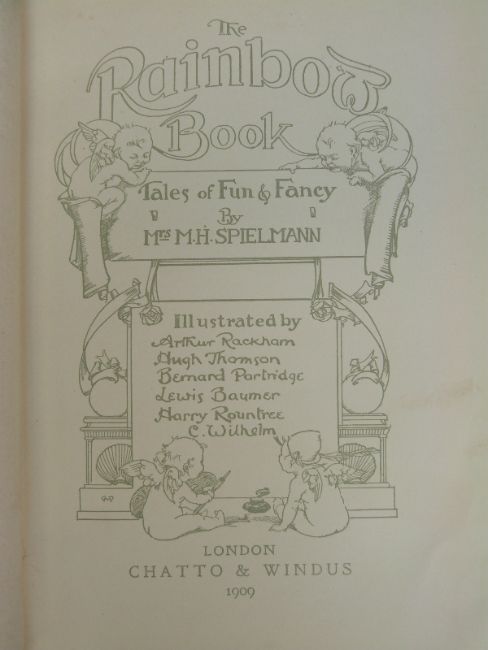 The
Rainbow
Book
Tales of Fun & Fancy
By
Mrs M.H. SPIELMANN
Illustrated by
Arthur Rackham
Hugh Thomson
Bernard Partridge
Lewis Baumer
Harry Rountree
C. Wilhelm
LONDON
CHATTO & WINDUS
1909